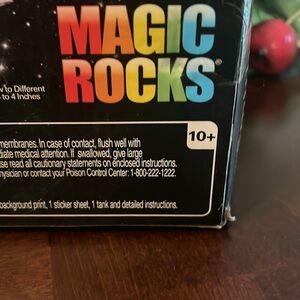 MAGIC
ROCKS®
w to Different
to 4 Inches
10+
membranes. In case of contact, flush well with
diate medical attention. If swallowed, give large
se read all cautionary statements on enclosed instructions.
hysician or contact your Poison Control Center: 1-800-222-1222.
background print, 1 sticker sheet, 1 tank and detailed instructions.